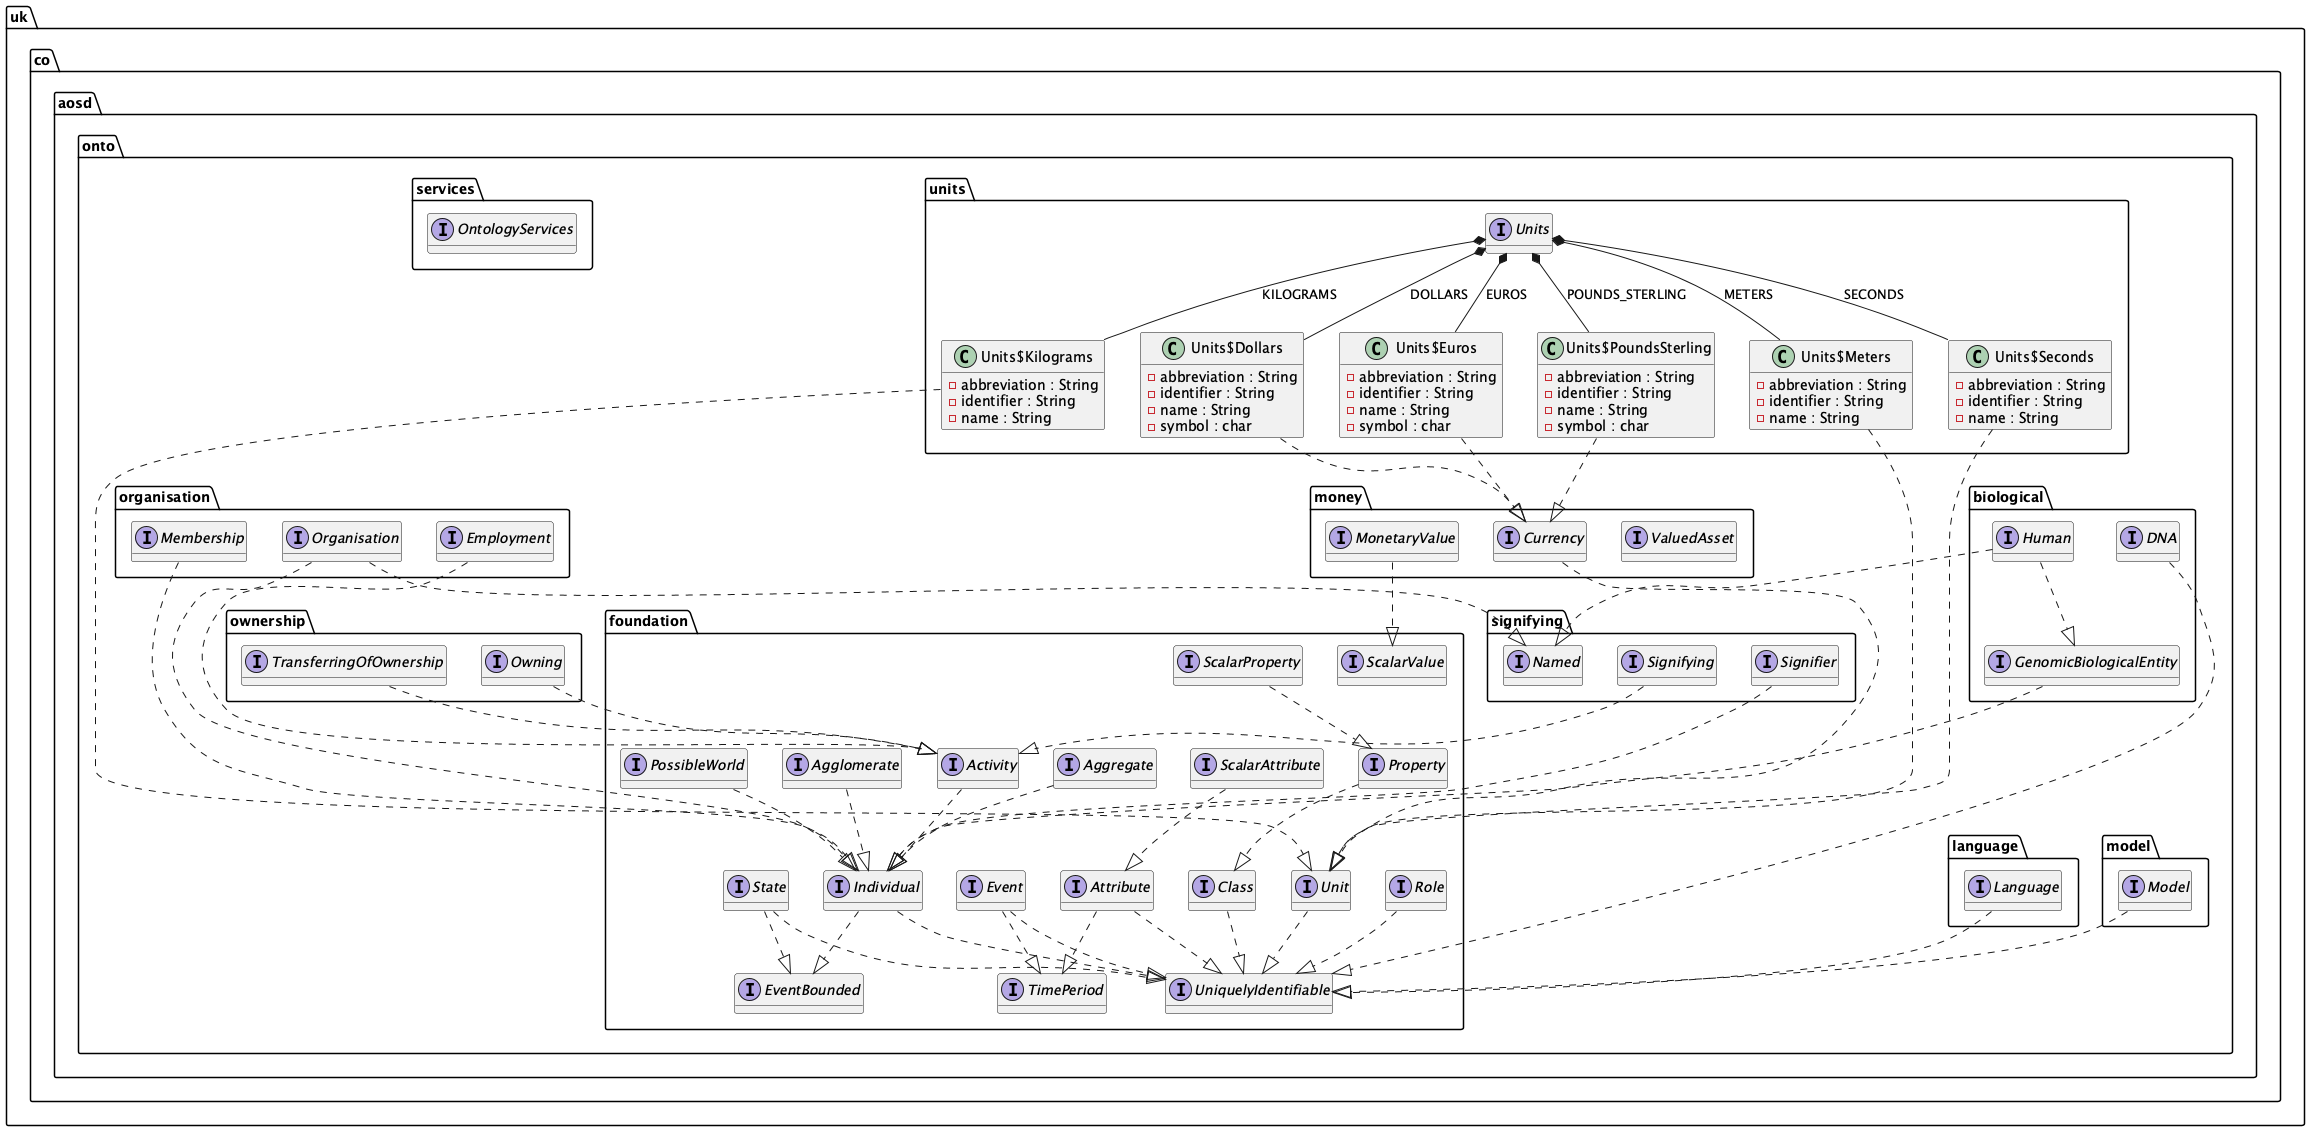 uk
co
aosd
onto
services
units
I OntologyServices
I Units
KILOGRAMS
DOLLARS
EUROS
POUNDS_STERLING
METERS
SECONDS
C Units$Kilograms
abbreviation : String
identifier : String
name : String
C Units$Dollars
abbreviation : String
identifier : String
name : String
symbol : char
C Units$Euros
abbreviation : String
identifier : String
name : String
symbol : char
C Units$PoundsSterling
abbreviation : String
identifier : String
name : String
symbol : char
C Units$Meters
abbreviation : String
identifier : String
name : String
C Units$Seconds
abbreviation : String
identifier : String
name : String
organisation
I Membership
I Organisation
I Employment
money
I MonetaryValue
I Currency
I ValuedAsset
biological
I Human
I DNA
I GenomicBiologicalEntity
ownership
I TransferringOfOwnership
I Owning
foundation
I ScalarProperty
I ScalarValue
signifying
I Named
I Signifying
I Signifier
I PossibleWorld
I Agglomerate
I Activity
I Aggregate
I ScalarAttribute
I Property
I State
I Individual
I Event
I Attribute
I Class
I Unit
I Role
I EventBounded
I TimePeriod
I UniquelyIdentifiable
language
I Language
model
I Model